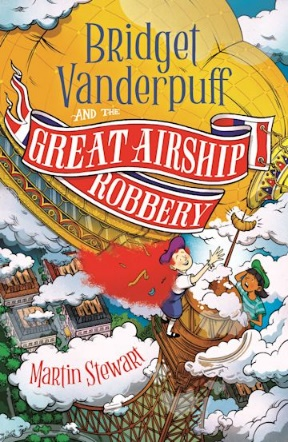 Bridget
Vanderpuff
AND THE
GREAT AIRSHIP
ROBBERY
Martin Stewart